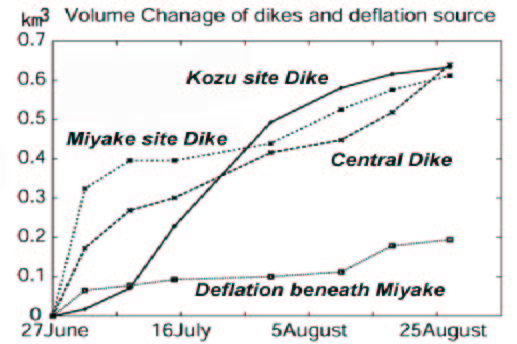 km³ Volume Chanage of dikes and deflation source
0.7
0.6
Kozu site Dike
0.5
Miyake site Dike
0.4
Central Dike
0.3
0.2
0.1
Deflation beneath Miyake
0
27June 16July 5August 25August